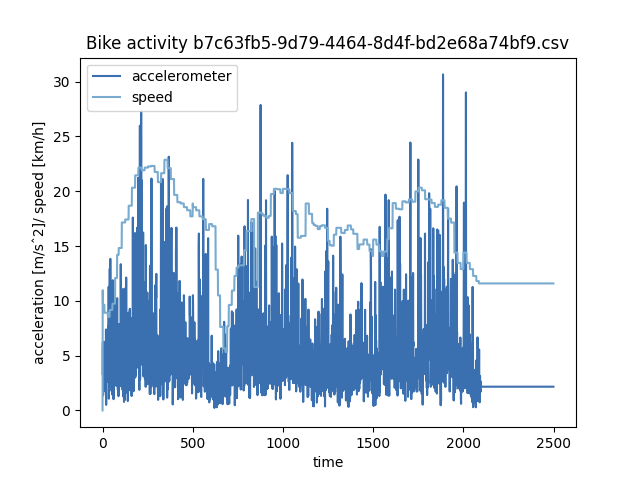 Bike activity b7c63fb5-9d79-4464-8d4f-bd2e68a74bf9.csv
accelerometer
speed
acceleration [m/sˆ2]/ speed [km/h]
30
25
20
15
10
5
0
0 500 1000 1500 2000 2500
time